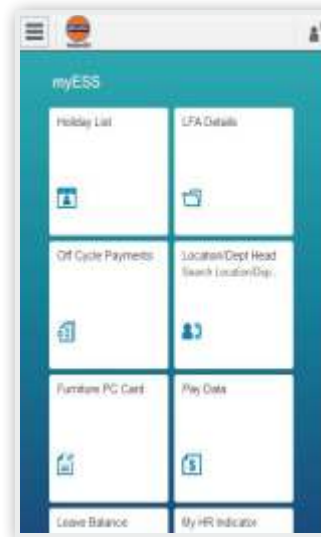 myESS
Holiday List
LFA Details
Off Cycle Payments
Location/Dept Head
Search Location/Dep...
Furniture PC Card
Pay Data
Leave Balance
My HR Indicator